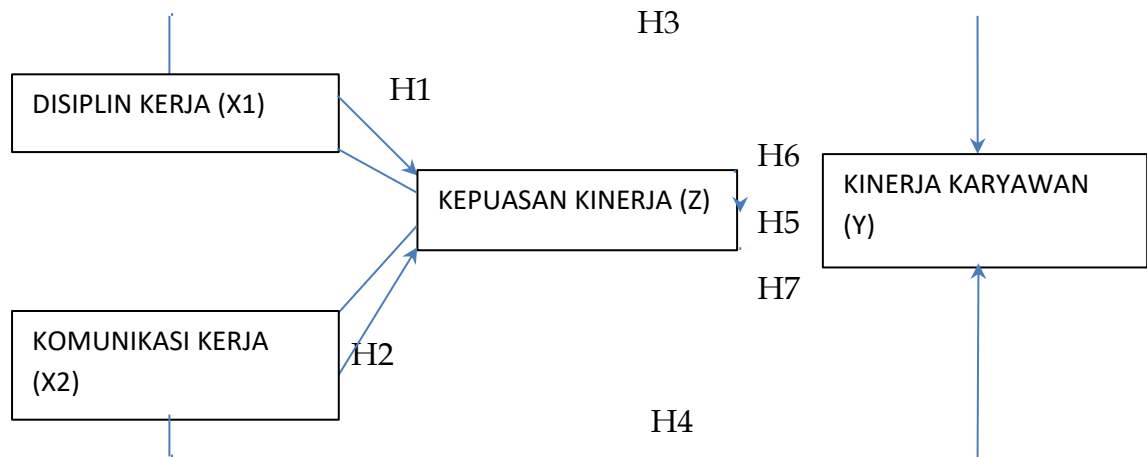 H3
DISIPLIN KERJA (X1)
H1
H6
KEPUASAN KINERJA (Z)
KINERJA KARYAWAN
(Y)
H5
H7
KOMUNIKASI KERJA
(X2)
H2
H4